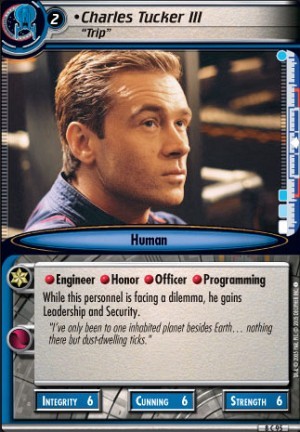 2 •Charles Tucker III
"Trip"
Human
Engineer Honor Officer Programming
While this personnel is facing a dilemma, he gains
Leadership and Security.
"I've only been to one inhabited planet besides Earth… nothing
there but dust-dwelling ticks."
INTEGRITY 6 CUNNING 6 STRENGTH 6